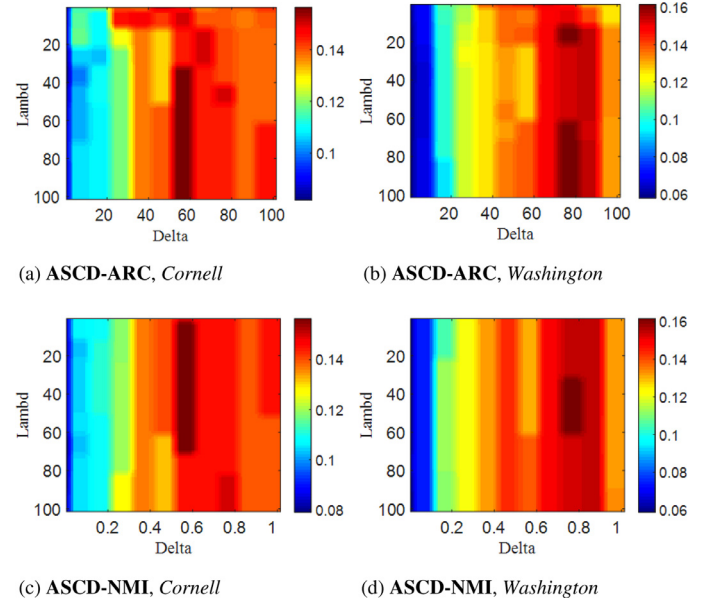 20
40
60
80
100
Lambd
20 40 60 80 100
Delta
0.14
0.12
0.1
(a) ASCD-ARC, Cornell
20
40
60
80
100
Lambd
20 40 60 80 100
Delta
0.16
0.14
0.12
0.10
0.08
0.06
(b) ASCD-ARC, Washington
20
40
60
80
100
Lambd
0.2 0.4 0.6 0.8 1
Delta
0.14
0.12
0.1
0.08
(c) ASCD-NMI, Cornell
20
40
60
80
100
Lambd
0.2 0.4 0.6 0.8 1
Delta
0.16
0.14
0.12
0.10
0.08
0.06
(d) ASCD-NMI, Washington